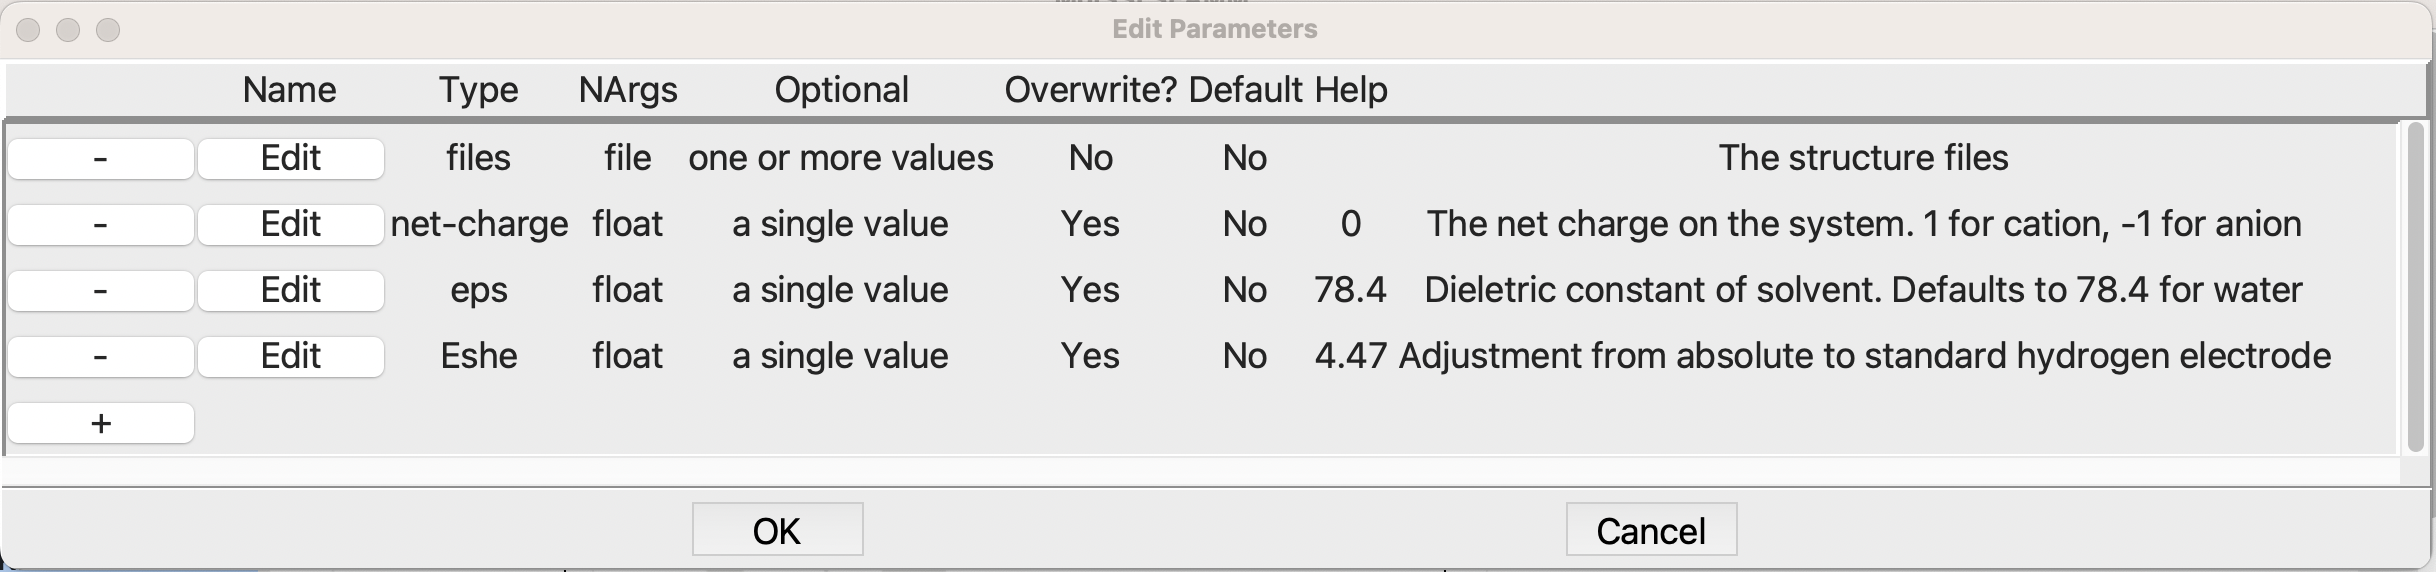 Edit Parameters
Name Type NArgs Optional Overwrite? Default Help
- Edit files file one or more values No No The structure files
- Edit net-charge float a single value Yes No 0 The net charge on the system. 1 for cation, -1 for anion
- Edit eps float a single value Yes No 78.4 Dieletric constant of solvent. Defaults to 78.4 for water
- Edit Eshe float a single value Yes No 4.47 Adjustment from absolute to standard hydrogen electrode
+
OK Cancel